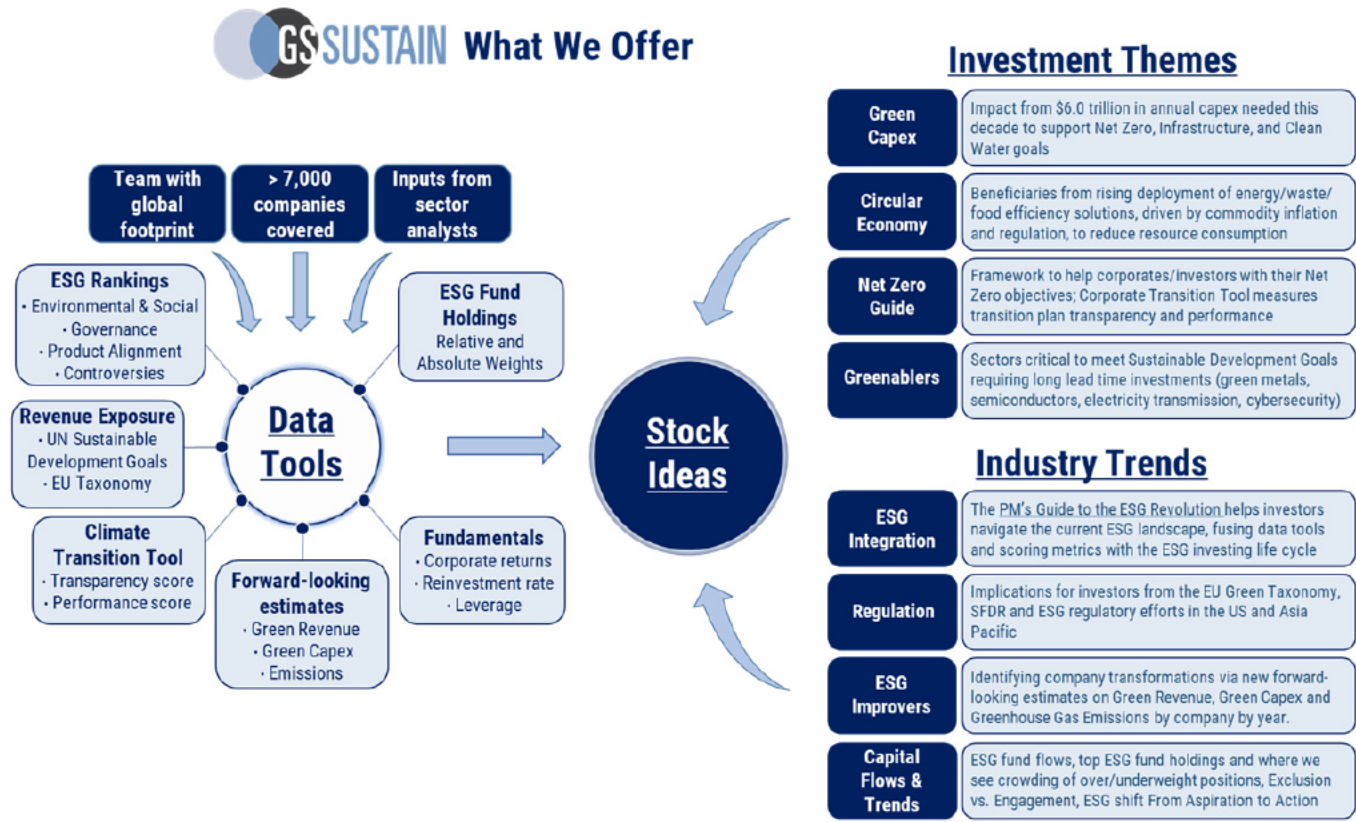 GS SUSTAIN What We Offer
Team with
global
footprint
> 7,000
companies
covered
Inputs from
sector
analysts
ESG Rankings
· Environmental & Social
· Governance
· Product Alignment
· Controversies
ESG Fund
Holdings
Relative and
Absolute Weights
Revenue Exposure
· UN Sustainable
Development Goals
· EU Taxonomy
Data
Tools
Climate
Transition Tool
· Transparency score
· Performance score
Forward-looking
estimates
· Green Revenue
· Green Capex
· Emissions
Fundamentals
· Corporate returns
· Reinvestment rate
· Leverage
Stock
Ideas
Investment Themes
Green
Capex
Impact from $6.0 trillion in annual capex needed this
decade to support Net Zero, Infrastructure, and Clean
Water goals
Circular
Economy
Beneficiaries from rising deployment of energy/waste/
food efficiency solutions, driven by commodity inflation
and regulation, to reduce resource consumption
Net Zero
Guide
Framework to help corporates/investors with their Net
Zero objectives; Corporate Transition Tool measures
transition plan transparency and performance
Greenablers
Sectors critical to meet Sustainable Development Goals
requiring long lead time investments (green metals,
semiconductors, electricity transmission, cybersecurity)
Industry Trends
ESG
Integration
The PM's Guide to the ESG Revolution helps investors
navigate the current ESG landscape, fusing data tools
and scoring metrics with the ESG investing life cycle
Regulation
Implications for investors from the EU Green Taxonomy,
SFDR and ESG regulatory efforts in the US and Asia
Pacific
ESG
Improvers
Identifying company transformations via new forward-
looking estimates on Green Revenue, Green Capex and
Greenhouse Gas Emissions by company by year.
Capital
Flows &
Trends
ESG fund flows, top ESG fund holdings and where we
see crowding of over/underweight positions, Exclusion
vs. Engagement, ESG shift From Aspiration to Action